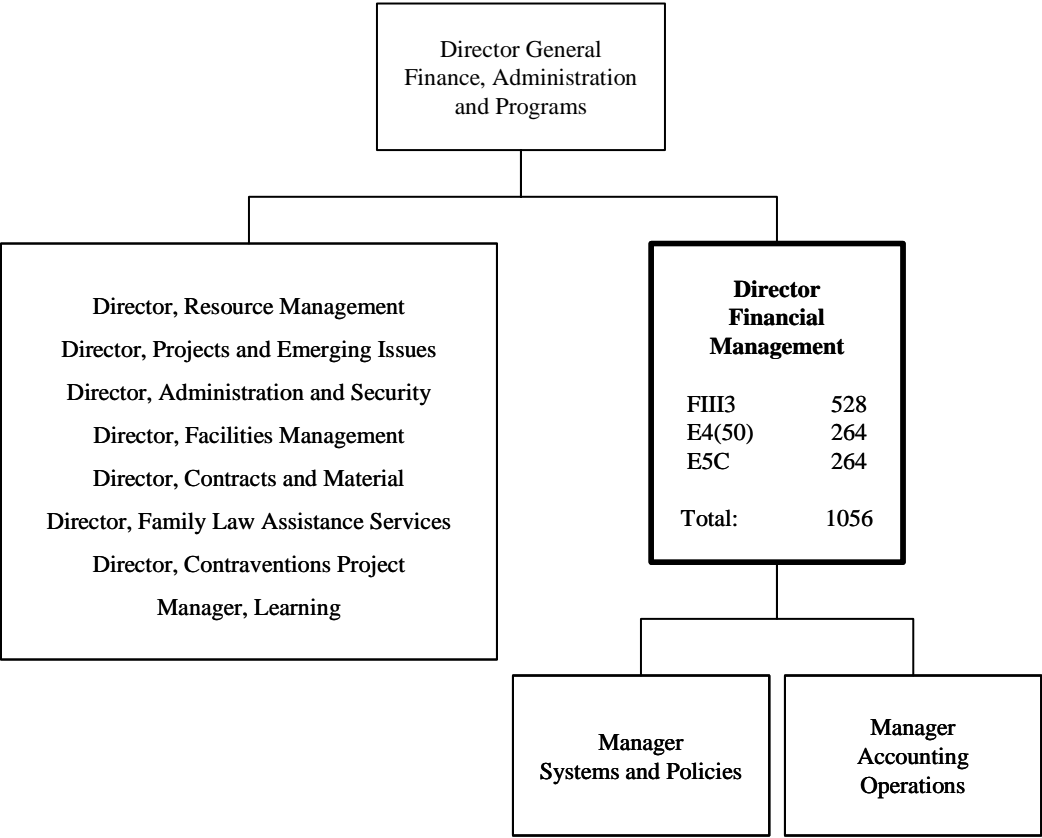 Director General
Finance, Administration
and Programs
Director, Resource Management
Director, Projects and Emerging Issues
Director, Administration and Security
Director, Facilities Management
Director, Contracts and Material
Director, Family Law Assistance Services
Director, Contraventions Project
Manager, Learning
Director
Financial
Management
FIII3 528
E4(50) 264
E5C 264
Total: 1056
Manager
Systems and Policies
Manager
Accounting
Operations